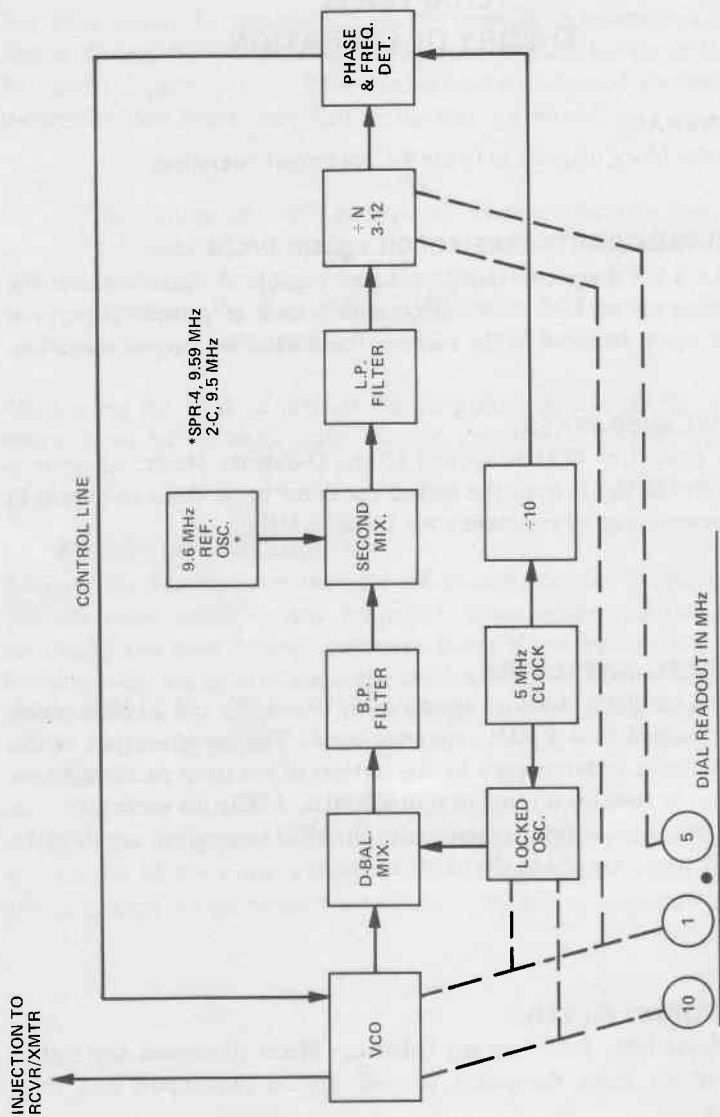 INJECTION TO
RCVR/XMTR
CONTROL LINE
9.6 MHz
REF.
OSC.
*
*SPR-4, 9.59 MHz
2-C, 9.5 MHz
VCO
D-BAL
MIX.
B.P.
FILTER
SECOND
MIX.
L.P.
FILTER
÷N
3-12
PHASE
& FREQ.
DET.
LOCKED
OSC.
5 MHz
CLOCK
÷10
10
1
5
DIAL READOUT IN MHz